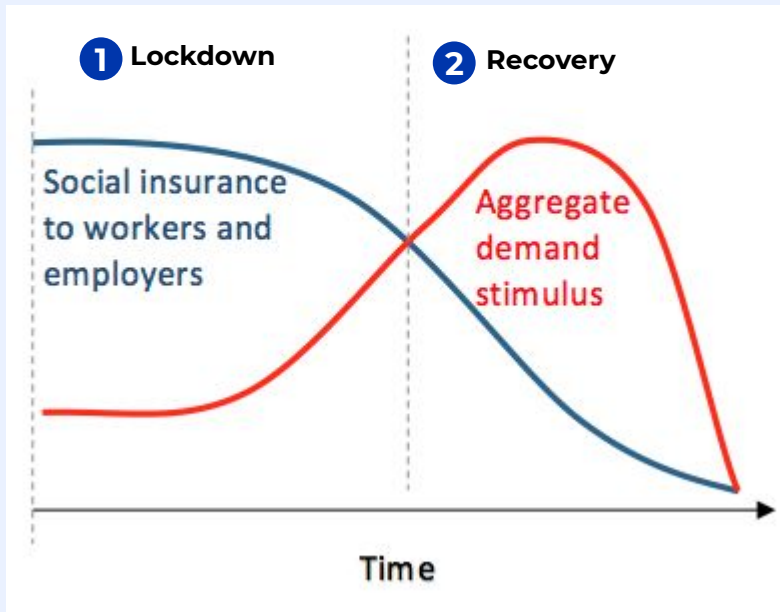 1 Lockdown
2 Recovery
Social insurance
to workers and
employers
Aggregate
demand
stimulus
Time